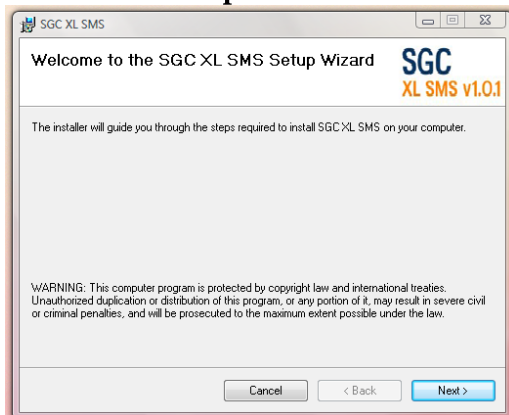 SGC XL SMS
Welcome to the SGC XL SMS Setup Wizard
SGC
XL SMS v1.0.1
The installer will guide you through the steps required to install SGC XL SMS on your computer.
WARNING: This computer program is protected by copyright law and international treaties.
Unauthorized duplication or distribution of this program, or any portion of it, may result in severe civil
or criminal penalties, and will be prosecuted to the maximum extent possible under the law.
Cancel
< Back
Next >